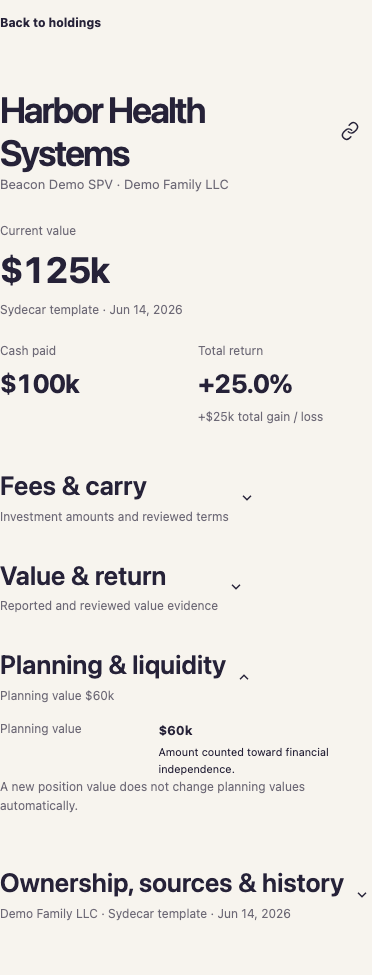 Back to holdings
Harbor Health
Systems
Beacon Demo SPV · Demo Family LLC
Current value
$125k
Sydecar template · Jun 14, 2026
Cash paid
Total return
$100k
+25.0%
+$25k total gain / loss
Fees & carry
Investment amounts and reviewed terms
Value & return
Reported and reviewed value evidence
Planning & liquidity
Planning value $60k
Planning value
$60k
Amount counted toward financial
independence.
A new position value does not change planning values
automatically.
Ownership, sources & history
Demo Family LLC · Sydecar template · Jun 14, 2026